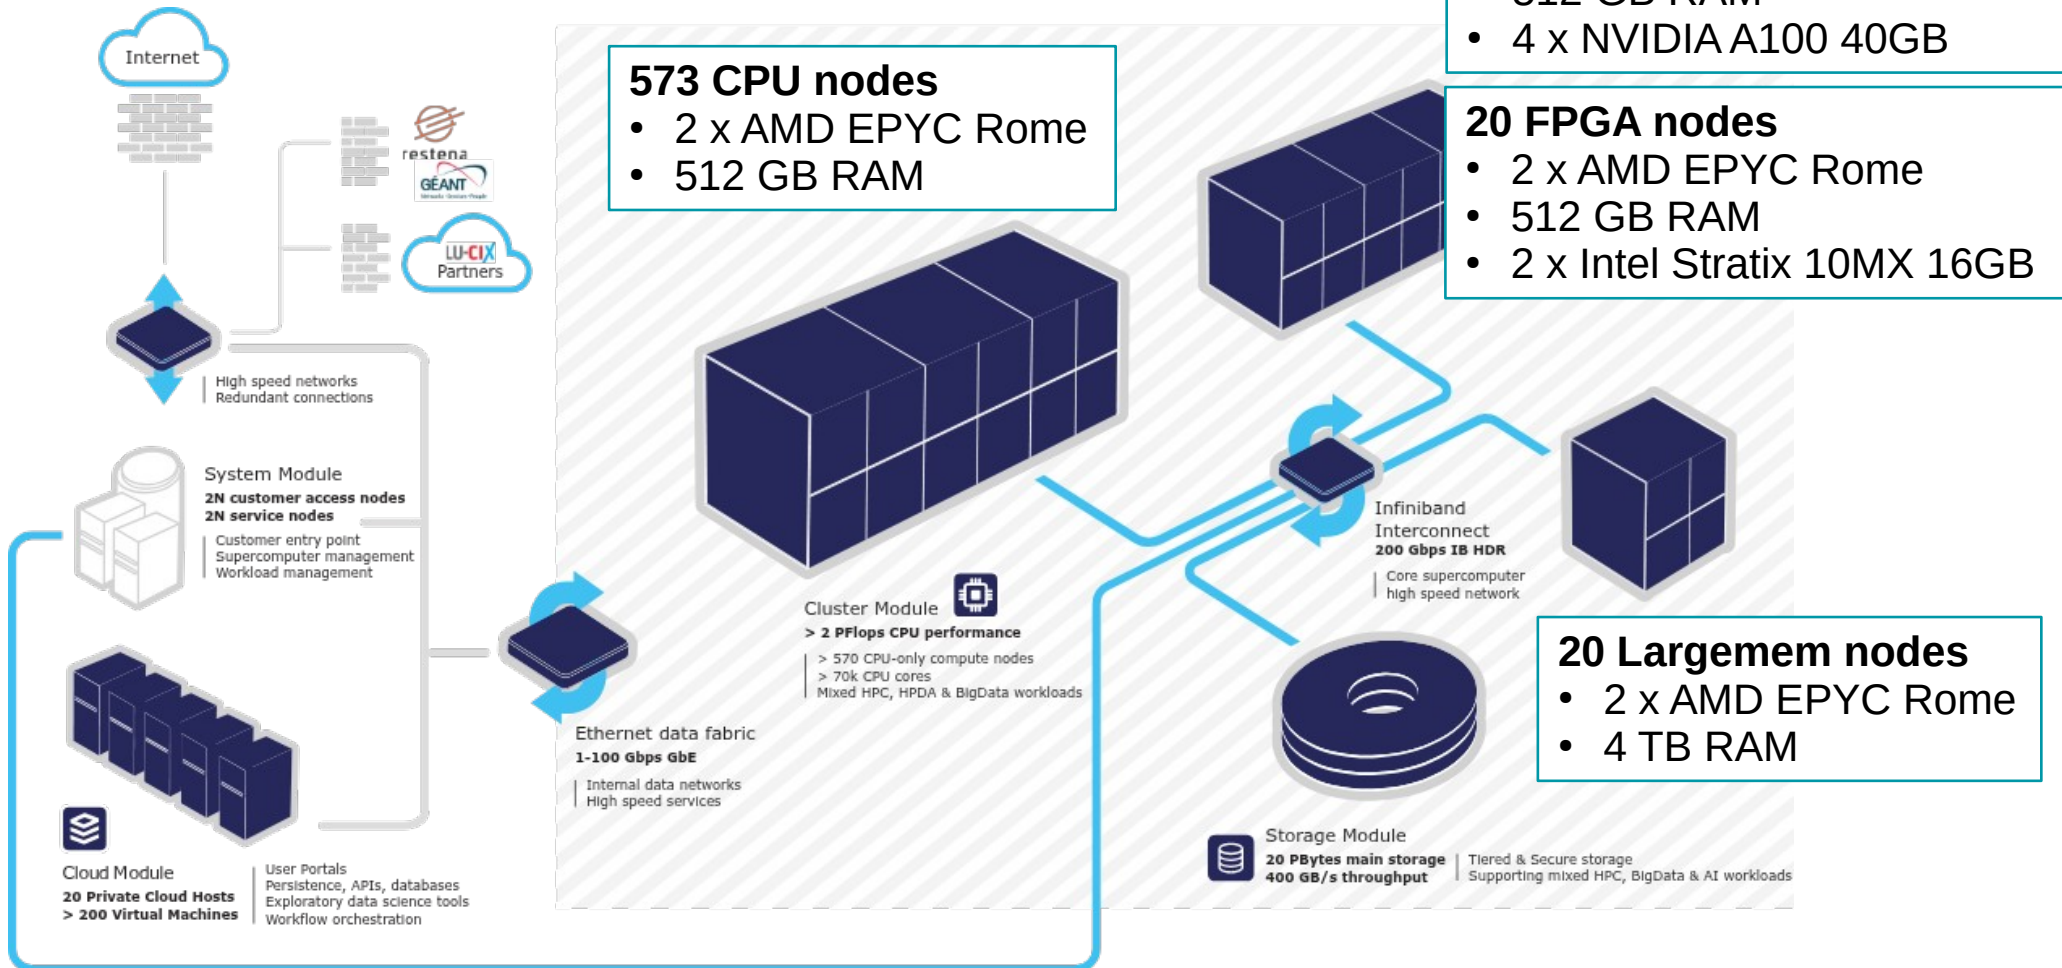 512 GB RAM
• 4 x NVIDIA A100 40GB
573 CPU nodes
• 2 x AMD EPYC Rome
• 512 GB RAM
20 FPGA nodes
• 2 x AMD EPYC Rome
• 512 GB RAM
• 2 x Intel Stratix 10MX 16GB
Internet
restena
GÉANT
LU-CIX
Partners
High speed networks
Redundant connections
System Module
2N customer access nodes
2N service nodes
Customer entry point
Supercomputer management
Workload management
Infiniband
Interconnect
200 Gbps IB HDR
Core supercomputer
high speed network
Cluster Module
> 2 PFlops CPU performance
> 570 CPU-only compute nodes
> 70k CPU cores
Mixed HPC, HPDA & BigData workloads
20 Largemem nodes
• 2 x AMD EPYC Rome
• 4 TB RAM
Ethernet data fabric
1-100 Gbps GbE
Internal data networks
High speed services
Storage Module
20 PBytes main storage
400 GB/s throughput
Tiered & Secure storage
Supporting mixed HPC, BigData & AI workloads
Cloud Module
20 Private Cloud Hosts
> 200 Virtual Machines
User Portals
Persistence, APIs, databases
Exploratory data science tools
Workflow orchestration